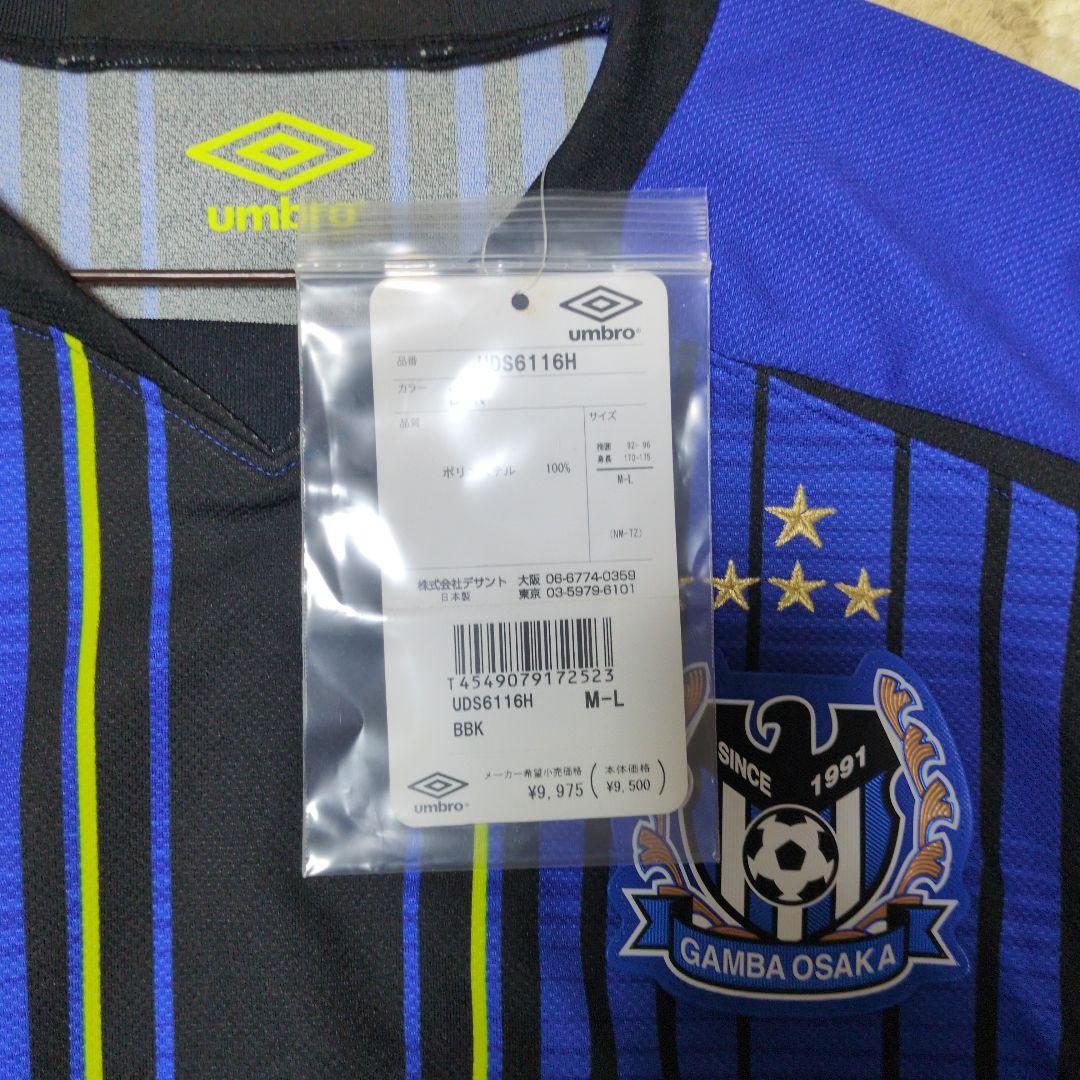 umbro
umbro
品番 UDS6116H
カラー BBK
品質
サイズ
胸囲 92-96
身長 170-175
ポリエステル 100%
M-L
(NM-TZ)
株式会社デサント 大阪 06-6774-0359
日本製 東京 03-5979-6101
T4549079172523
UDS6116H M-L
BBK
umbro
メーカー希望小売価格 (本体価格
¥9,975 ¥9,500)
SINCE 1991
GAMBA OSAKA